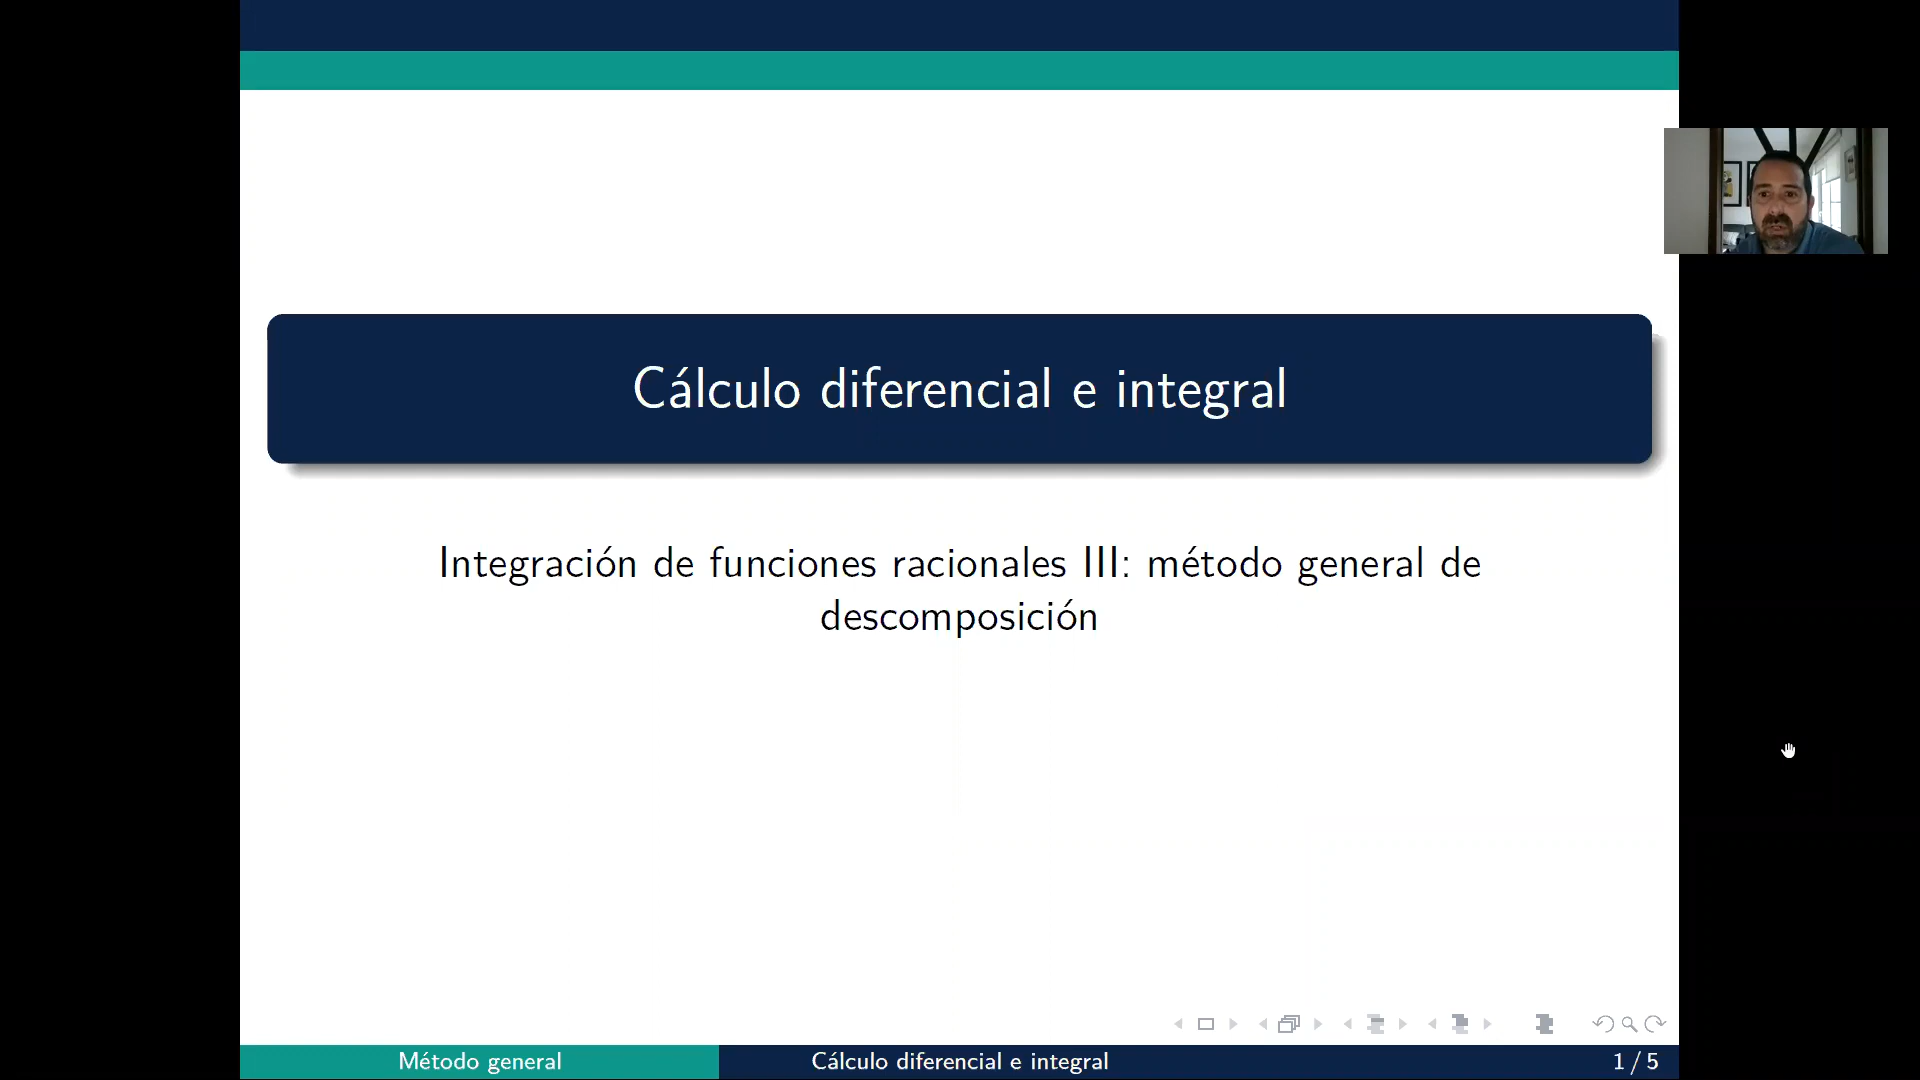 Cálculo diferencial e integral
Integración de funciones racionales III: método general de
descomposición
Método general
Cálculo diferencial e integral
1 / 5